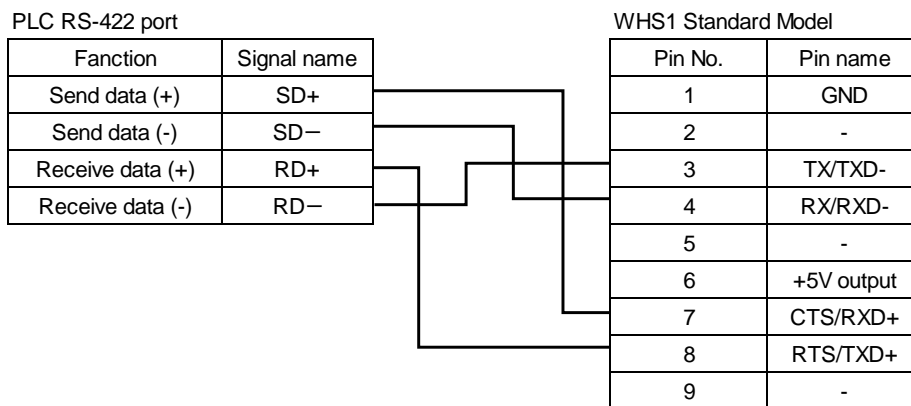 PLC RS-422 port
Fanction Signal name
Send data (+) SD+
Send data (-) SD−
Receive data (+) RD+
Receive data (-) RD−
WHS1 Standard Model
Pin No. Pin name
1 GND
2 -
3 TX/TXD-
4 RX/RXD-
5 -
6 +5V output
7 CTS/RXD+
8 RTS/TXD+
9 -